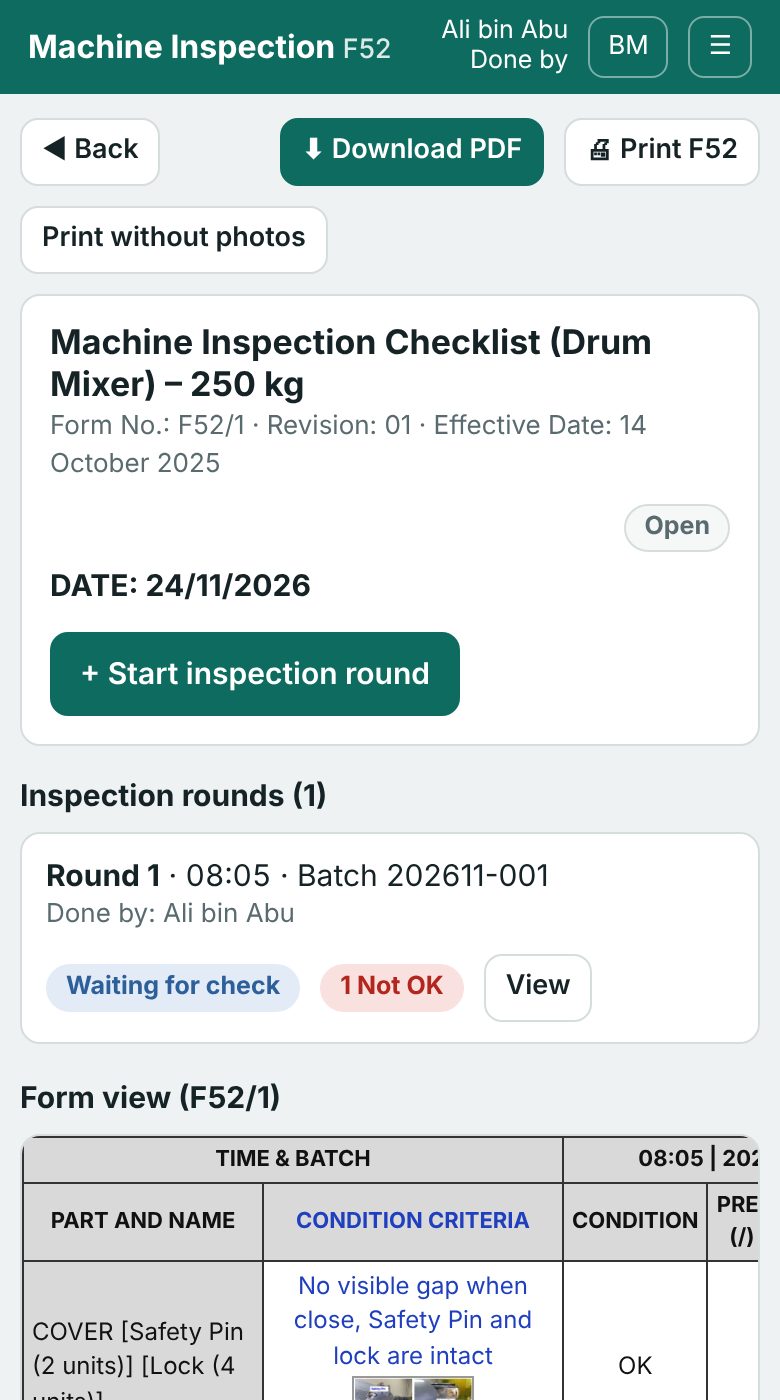 Machine Inspection F52
Ali bin Abu
Done by
BM
☰
◀ Back
⬇ Download PDF
🖨 Print F52
Print without photos
Machine Inspection Checklist (Drum
Mixer) – 250 kg
Form No.: F52/1 · Revision: 01 · Effective Date: 14
October 2025
Open
DATE: 24/11/2026
+ Start inspection round
Inspection rounds (1)
Round 1 · 08:05 · Batch 202611-001
Done by: Ali bin Abu
Waiting for check
1 Not OK
View
Form view (F52/1)
TIME & BATCH
08:05 | 202
PART AND NAME
CONDITION CRITERIA
CONDITION
PRE
(/)
No visible gap when
close, Safety Pin and
lock are intact
COVER [Safety Pin
(2 units)] [Lock (4
units)]
OK